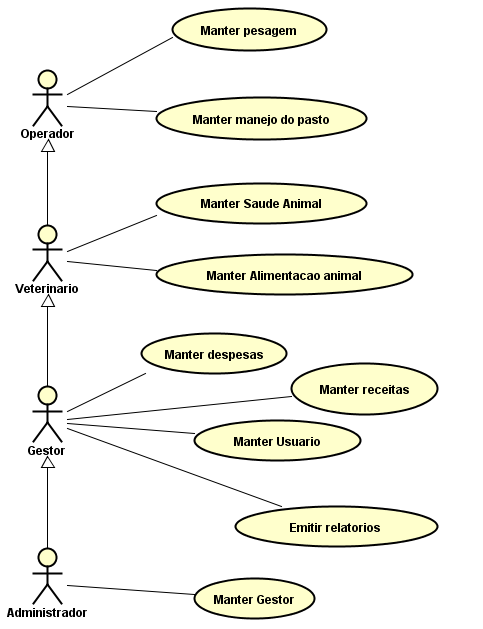 Manter pesagem
Operador
Manter manejo do pasto
Manter Saude Animal
Veterinario
Manter Alimentacao animal
Manter despesas
Manter receitas
Gestor
Manter Usuario
Emitir relatorios
Administrador
Manter Gestor